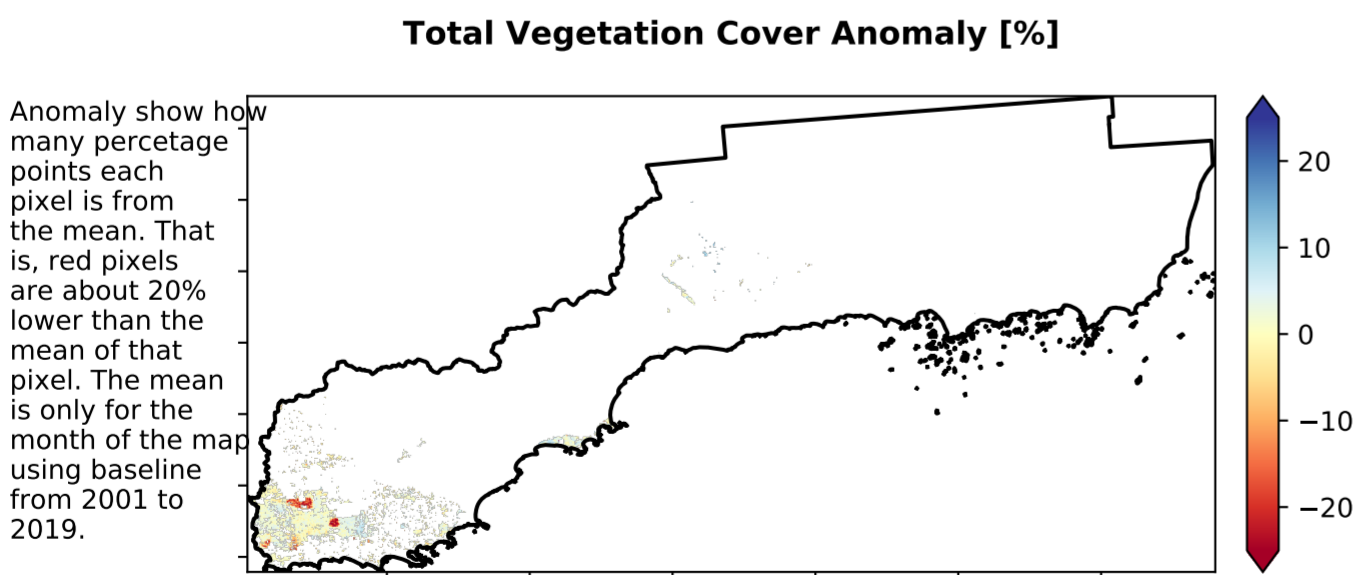 Total Vegetation Cover Anomaly [%]
Anomaly show how
many percetage
points each
pixel is from
the mean. That
is, red pixels
are about 20%
lower than the
mean of that
pixel. The mean
is only for the
month of the map
using baseline
from 2001 to
2019.
20
10
0
−10
−20